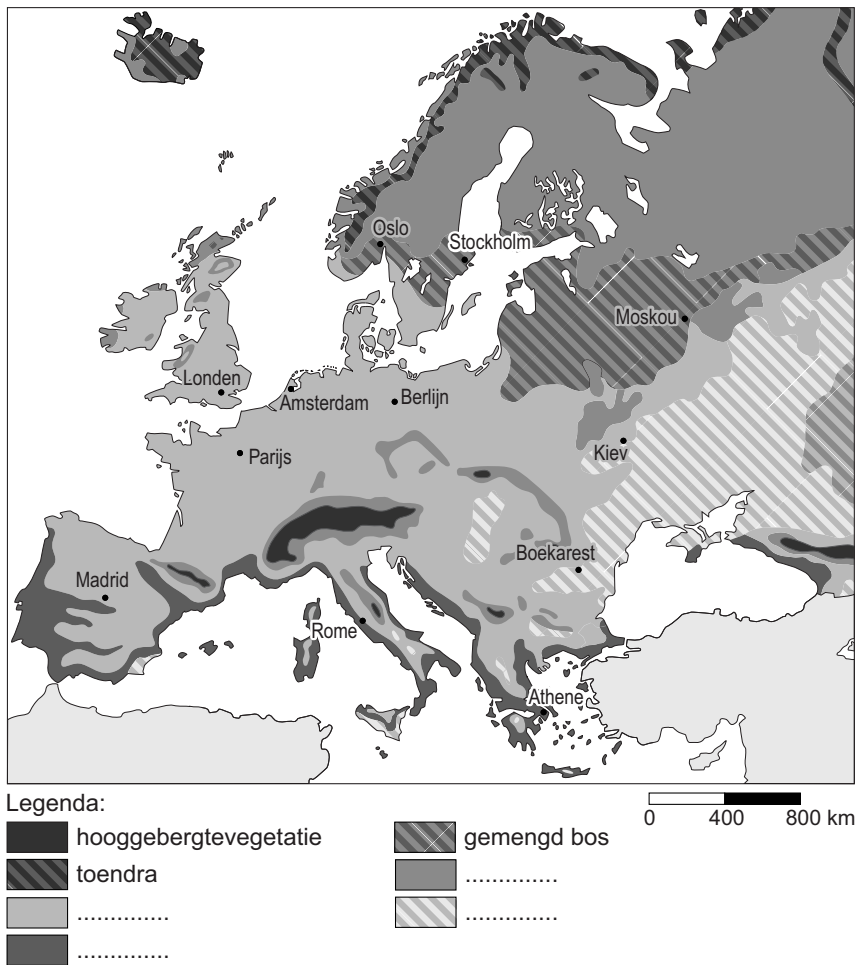 Oslo
Stockholm
Moskou
Londen
Amsterdam
Berlijn
Parijs
Kiev
Boekarest
Madrid
Rome
Athene
Legenda:
0 400 800 km
hooggebergtevegetatie
toendra
..............
..............
gemengd bos
..............
..............